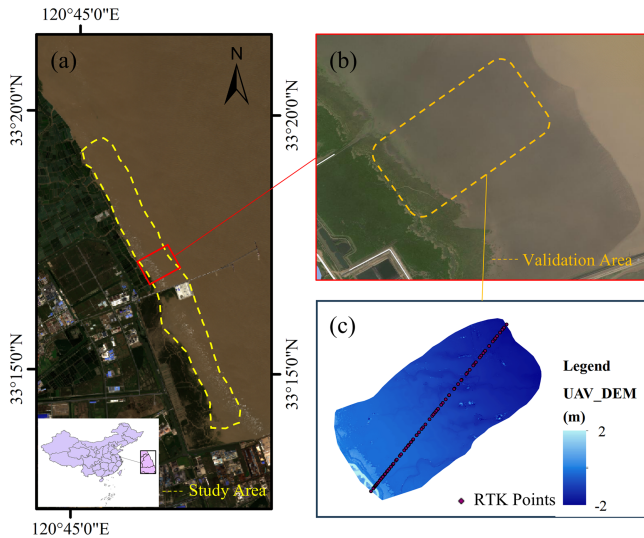 120°45'0"E
(a)
N
33°20'0"N
33°20'0"N
33°15'0"N
33°15'0"N
Study Area
120°45'0"E
(b)
Validation Area
(c)
Legend
UAV_DEM
(m)
2
-2
RTK Points